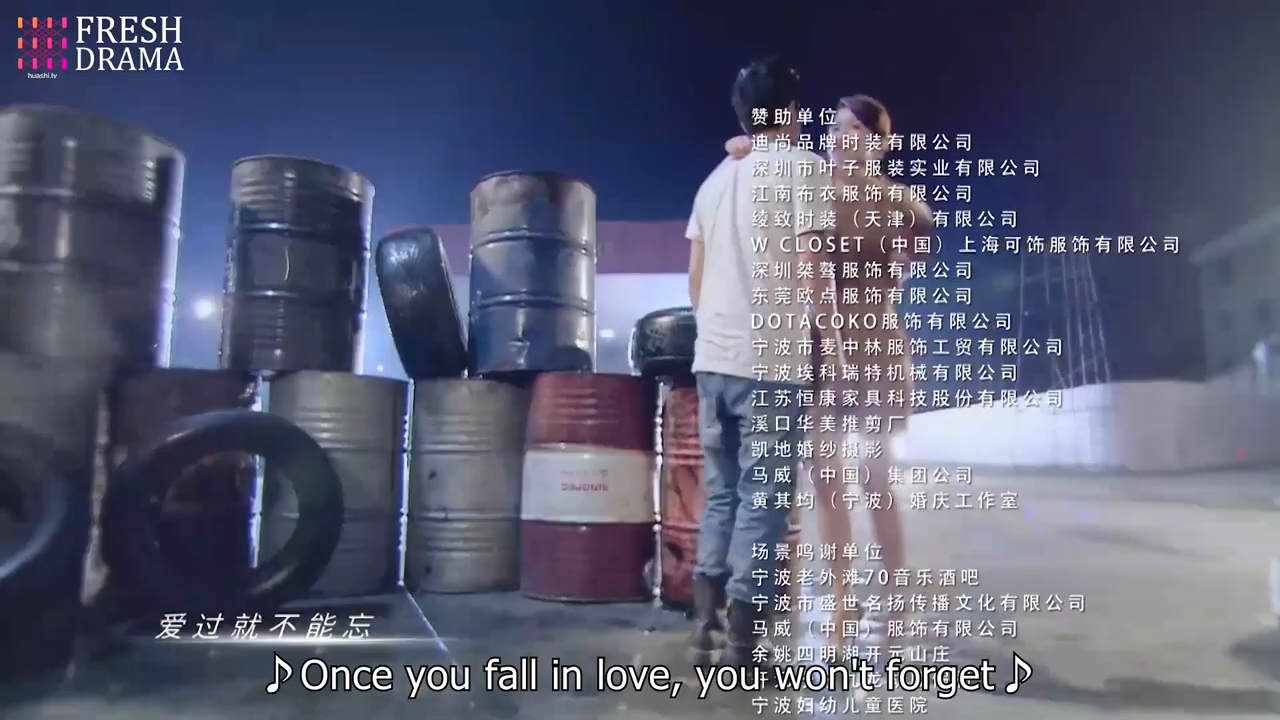 FRESH
DRAMA
huashi.tv
赞助单位
迪尚品牌时装有限公司
深圳市叶子服装实业有限公司
江南布衣服饰有限公司
绫致时装（天津）有限公司
W CLOSET（中国）上海可饰服饰有限公司
深圳桀骜服饰有限公司
东莞欧点服饰有限公司
DOTACOKO服饰有限公司
宁波市麦中林服饰工贸有限公司
宁波埃科瑞特机械有限公司
江苏恒康家具科技股份有限公司
溪口华美推剪厂
凯地婚纱摄影
马威（中国）集团公司
黄其均（宁波）婚庆工作室
SINOPEC
场景鸣谢单位
宁波老外滩70音乐酒吧
宁波市盛世名扬传播文化有限公司
马威（中国）服饰有限公司
余姚四明湖开元山庄
宁波妇幼儿童医院
爱过就不能忘
♪Once you fall in love, you won't forget♪